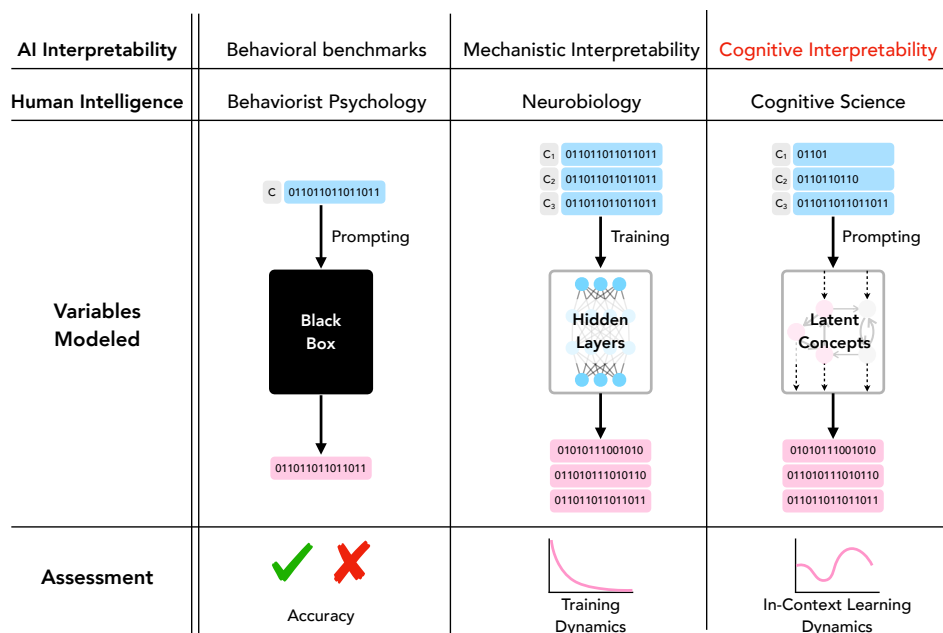 AI Interpretability
Behavioral benchmarks
Mechanistic Interpretability
Cognitive Interpretability
Human Intelligence
Behaviorist Psychology
Neurobiology
Cognitive Science
Variables
Modeled
C
011011011011011
Prompting
Black
Box
011011011011011
C₁
011011011011011
C₂
011011011011011
C₃
011011011011011
Training
Hidden
Layers
01010111001010
011010111010110
011011011011011
C₁
01101
C₂
0110110110
C₃
011011011011011
Prompting
Latent
Concepts
01010111001010
011010111010110
011011011011011
Assessment
Accuracy
Training
Dynamics
In-Context Learning
Dynamics